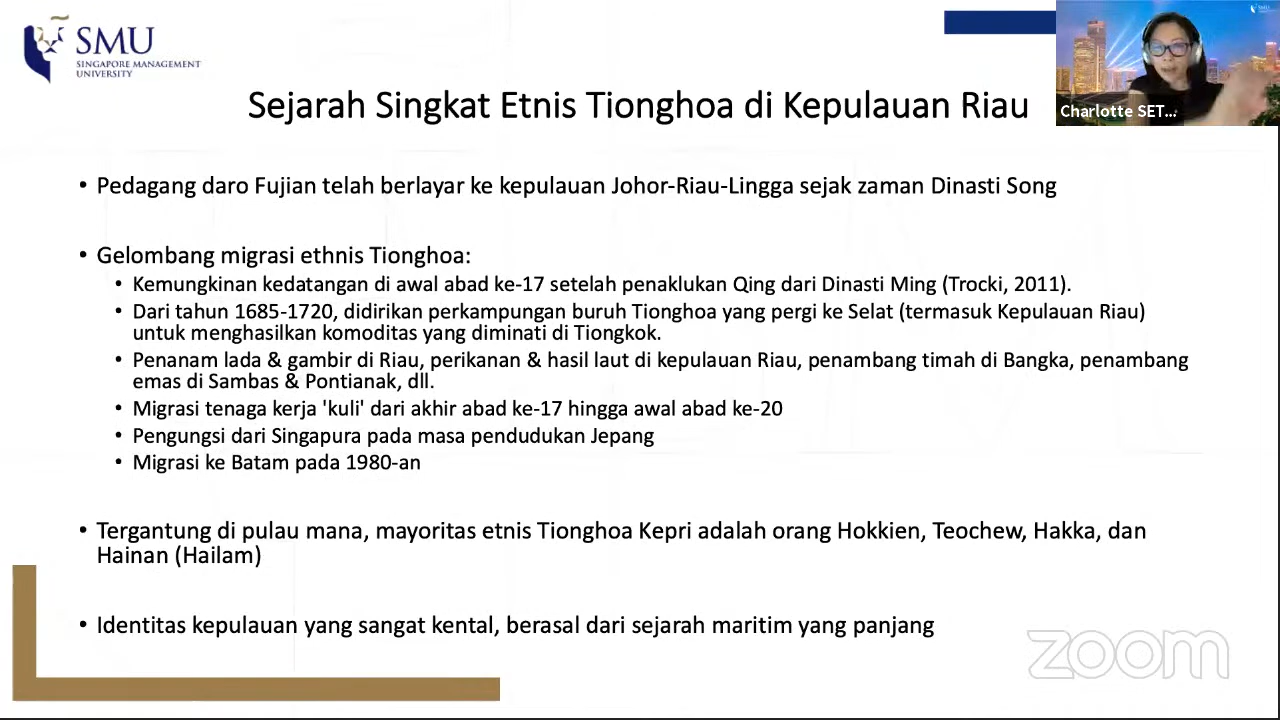 SMU
SINGAPORE MANAGEMENT
UNIVERSITY
Sejarah Singkat Etnis Tionghoa di Kepulauan Riau
Charlotte SET...
• Pedagang daro Fujian telah berlayar ke kepulauan Johor-Riau-Lingga sejak zaman Dinasti Song
• Gelombang migrasi ethnis Tionghoa:
• Kemungkinan kedatangan di awal abad ke-17 setelah penaklukan Qing dari Dinasti Ming (Trocki, 2011).
• Dari tahun 1685-1720, didirikan perkampungan buruh Tionghoa yang pergi ke Selat (termasuk Kepulauan Riau)
untuk menghasilkan komoditas yang diminati di Tiongkok.
• Penanam lada & gambir di Riau, perikanan & hasil laut di kepulauan Riau, penambang timah di Bangka, penambang
emas di Sambas & Pontianak, dll.
• Migrasi tenaga kerja 'kuli' dari akhir abad ke-17 hingga awal abad ke-20
• Pengungsi dari Singapura pada masa pendudukan Jepang
• Migrasi ke Batam pada 1980-an
• Tergantung di pulau mana, mayoritas etnis Tionghoa Kepri adalah orang Hokkien, Teochew, Hakka, dan
Hainan (Hailam)
• Identitas kepulauan yang sangat kental, berasal dari sejarah maritim yang panjang
zoom